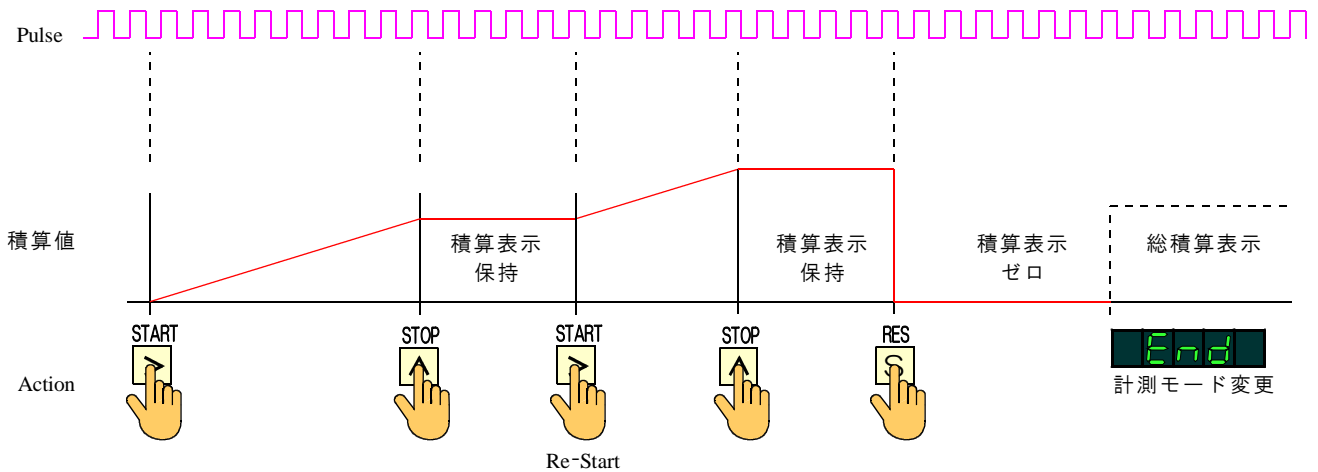 Pulse
積算値
積算表示
保持
積算表示
保持
積算表示
ゼロ
総積算表示
START
STOP
START
STOP
RES
>
∧
>
∧
S
End
Action
計測モード変更
Re-Start